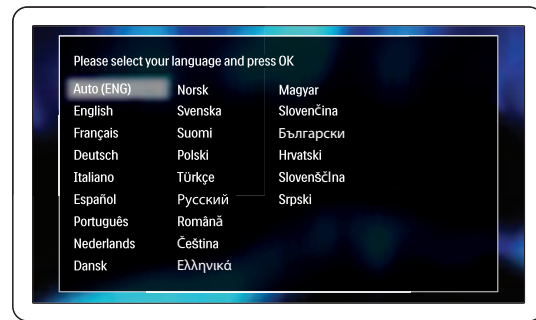 Please select your language and press OK
Auto (ENG)
English
Français
Deutsch
Italiano
Español
Português
Nederlands
Dansk
Norsk
Svenska
Suomi
Polski
Türkçe
Русский
Română
Čeština
Ελληνικά
Magyar
SlovenČina
Български
Hrvatski
SlovenščIna
Srpski